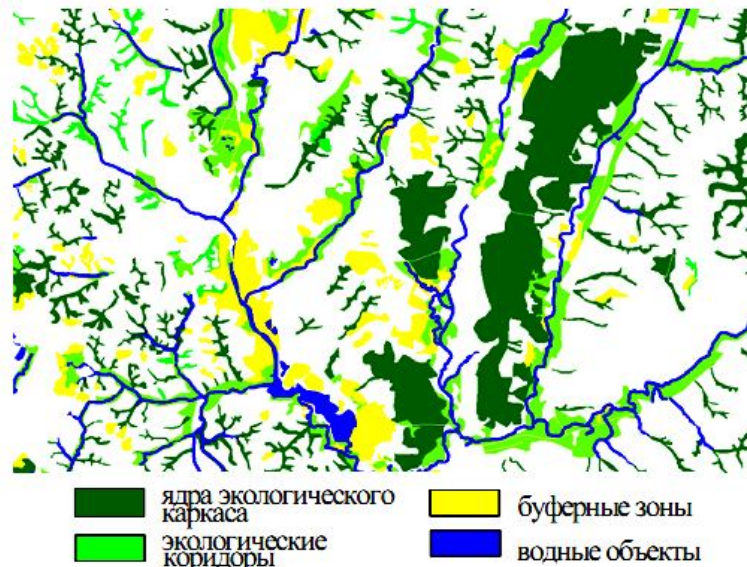 ядра экологического
каркаса
экологические
коридоры
буферные зоны
водные объекты